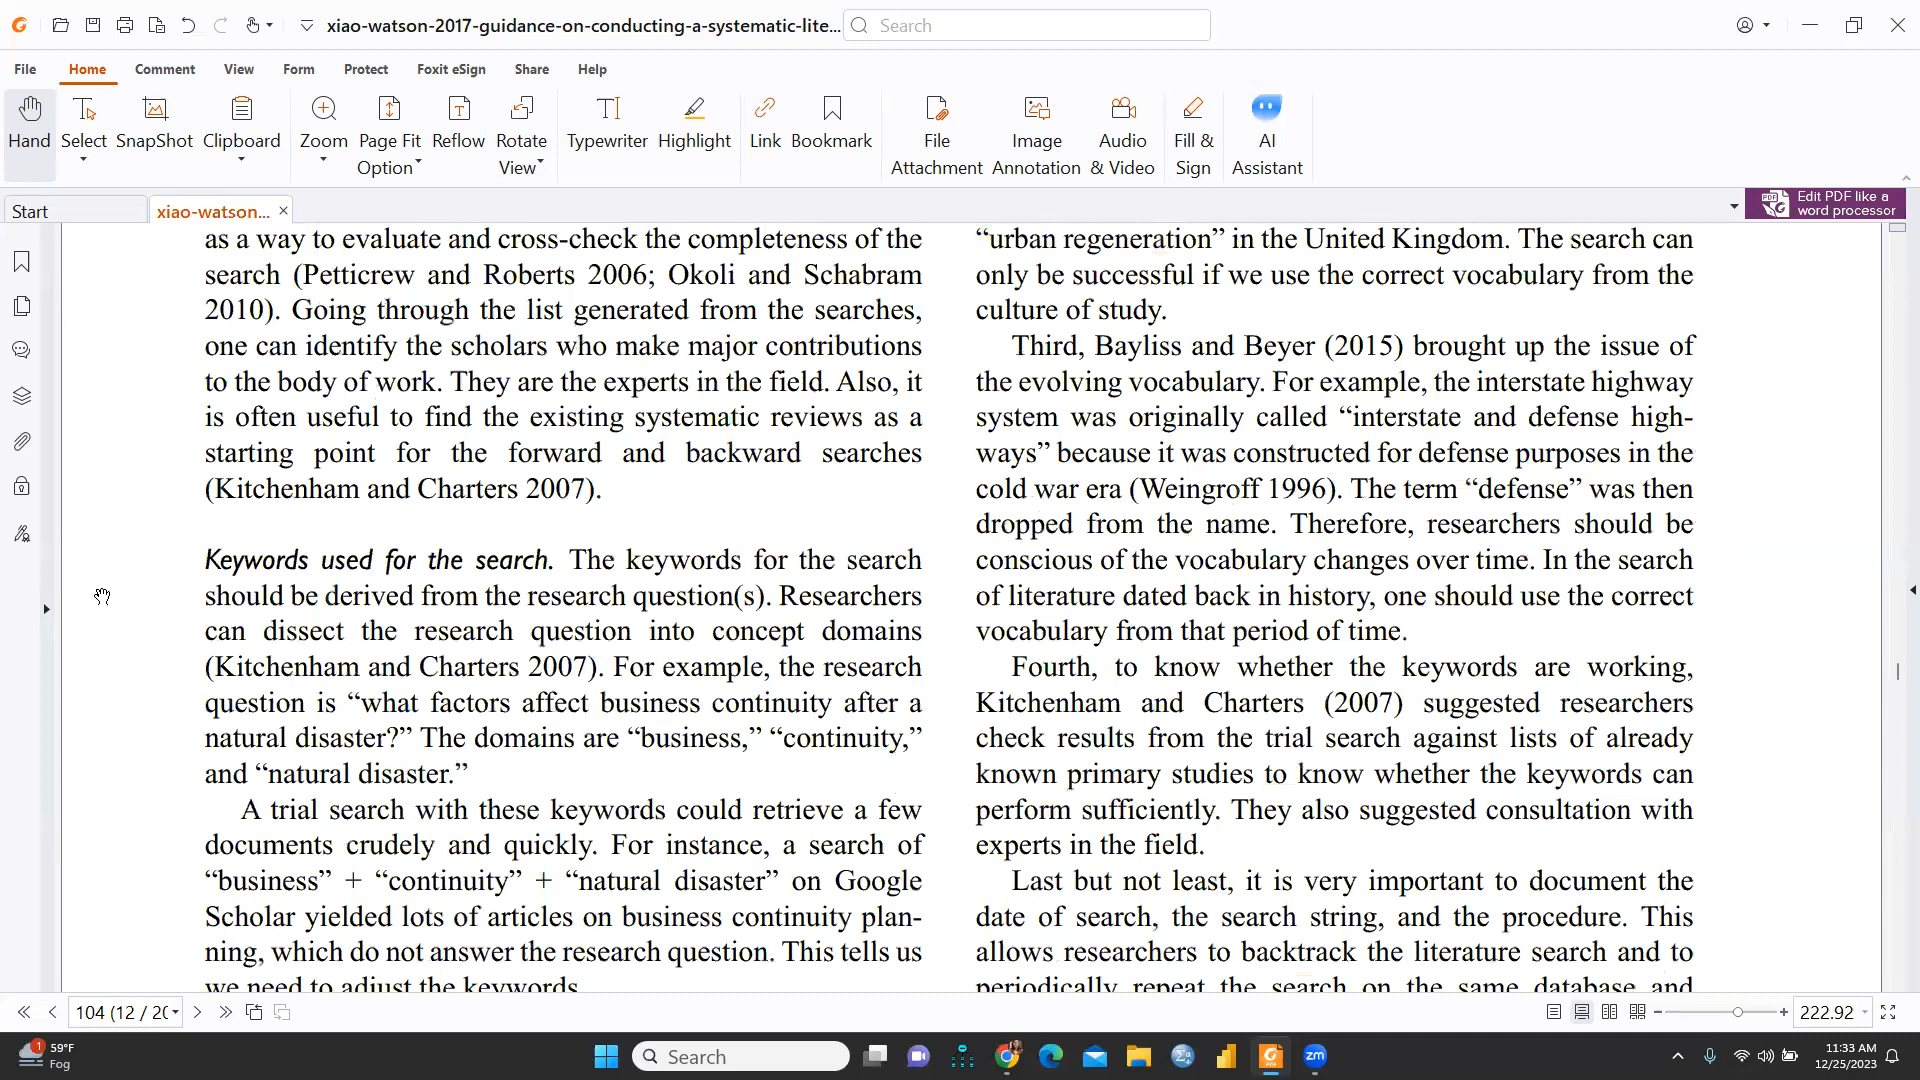 xiao-watson-2017-guidance-on-conducting-a-systematic-lite...
Search
File
Home
Comment
View
Form
Protect
Foxit eSign
Share
Help
Hand
Select
SnapShot
Clipboard
Zoom
Page Fit
Option
Reflow
Rotate
View
Typewriter
Highlight
Link
Bookmark
File
Attachment
Image
Annotation
Audio
& Video
Fill &
Sign
AI
Assistant
Start
xiao-watson...
Edit PDF like a
word processor
as a way to evaluate and cross-check the completeness of the
search (Petticrew and Roberts 2006; Okoli and Schabram
2010). Going through the list generated from the searches,
one can identify the scholars who make major contributions
to the body of work. They are the experts in the field. Also, it
is often useful to find the existing systematic reviews as a
starting point for the forward and backward searches
(Kitchenham and Charters 2007).
Keywords used for the search. The keywords for the search
should be derived from the research question(s). Researchers
can dissect the research question into concept domains
(Kitchenham and Charters 2007). For example, the research
question is “what factors affect business continuity after a
natural disaster?” The domains are “business,” “continuity,”
and “natural disaster.”
A trial search with these keywords could retrieve a few
documents crudely and quickly. For instance, a search of
“business” + “continuity” + “natural disaster” on Google
Scholar yielded lots of articles on business continuity plan-
ning, which do not answer the research question. This tells us
we need to adjust the keywords.
“urban regeneration” in the United Kingdom. The search can
only be successful if we use the correct vocabulary from the
culture of study.
Third, Bayliss and Beyer (2015) brought up the issue of
the evolving vocabulary. For example, the interstate highway
system was originally called “interstate and defense high-
ways” because it was constructed for defense purposes in the
cold war era (Weingroff 1996). The term “defense” was then
dropped from the name. Therefore, researchers should be
conscious of the vocabulary changes over time. In the search
of literature dated back in history, one should use the correct
vocabulary from that period of time.
Fourth, to know whether the keywords are working,
Kitchenham and Charters (2007) suggested researchers
check results from the trial search against lists of already
known primary studies to know whether the keywords can
perform sufficiently. They also suggested consultation with
experts in the field.
Last but not least, it is very important to document the
date of search, the search string, and the procedure. This
allows researchers to backtrack the literature search and to
periodically repeat the search on the same database and
104 (12 / 20
222.92
59°F
Fog
Search
zm
11:33 AM
12/25/2023